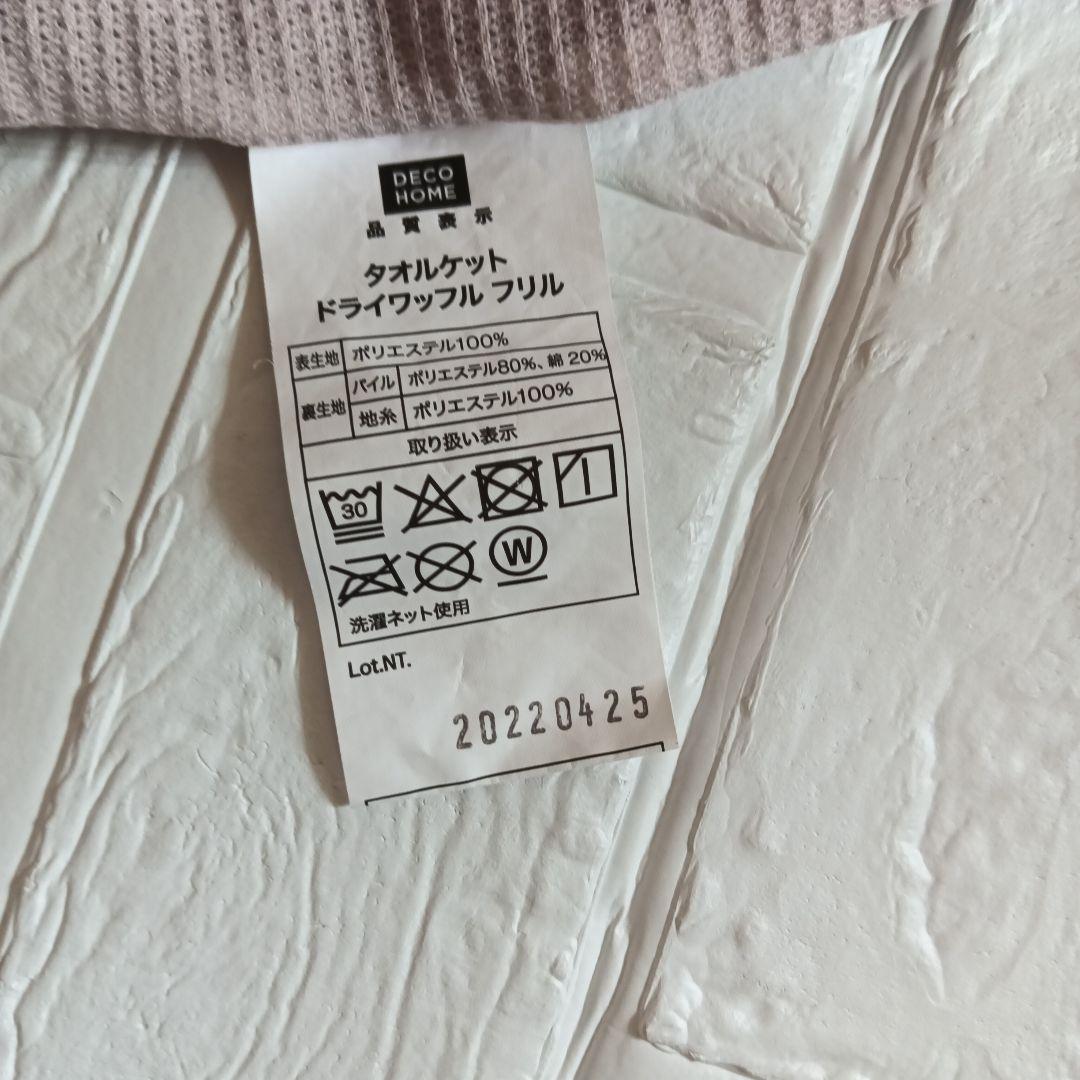 DECO
HOME
品質表示
タオルケット
ドライワッフル フリル
表生地 ポリエステル100%
裏生地 パイル ポリエステル80%、綿 20%
地糸 ポリエステル100%
取り扱い表示
30
W
洗濯ネット使用
Lot.NT.
20220425